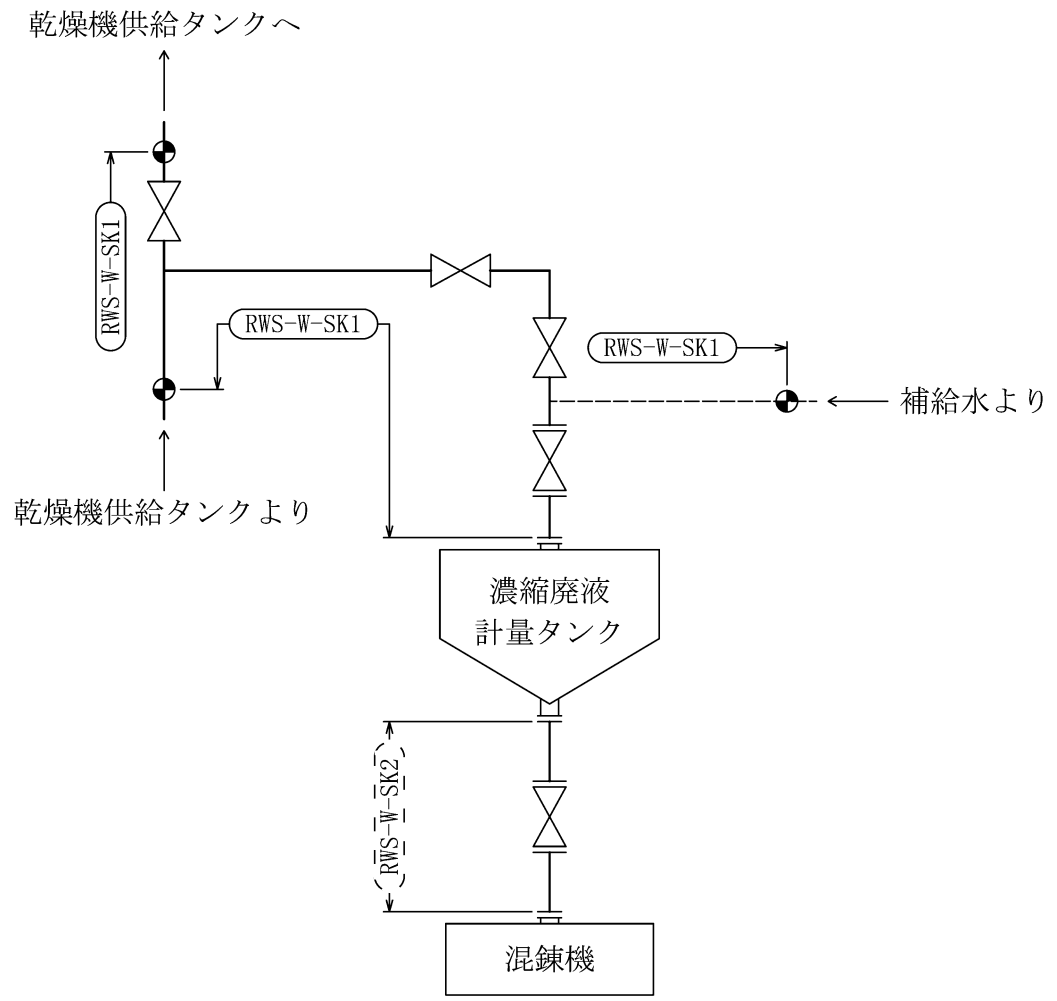 乾燥機供給タンクへ
RWS-W-SK1
RWS-W-SK1
RWS-W-SK1
補給水より
乾燥機供給タンクより
濃縮廃液
計量タンク
RWS-W-SK2
混錬機